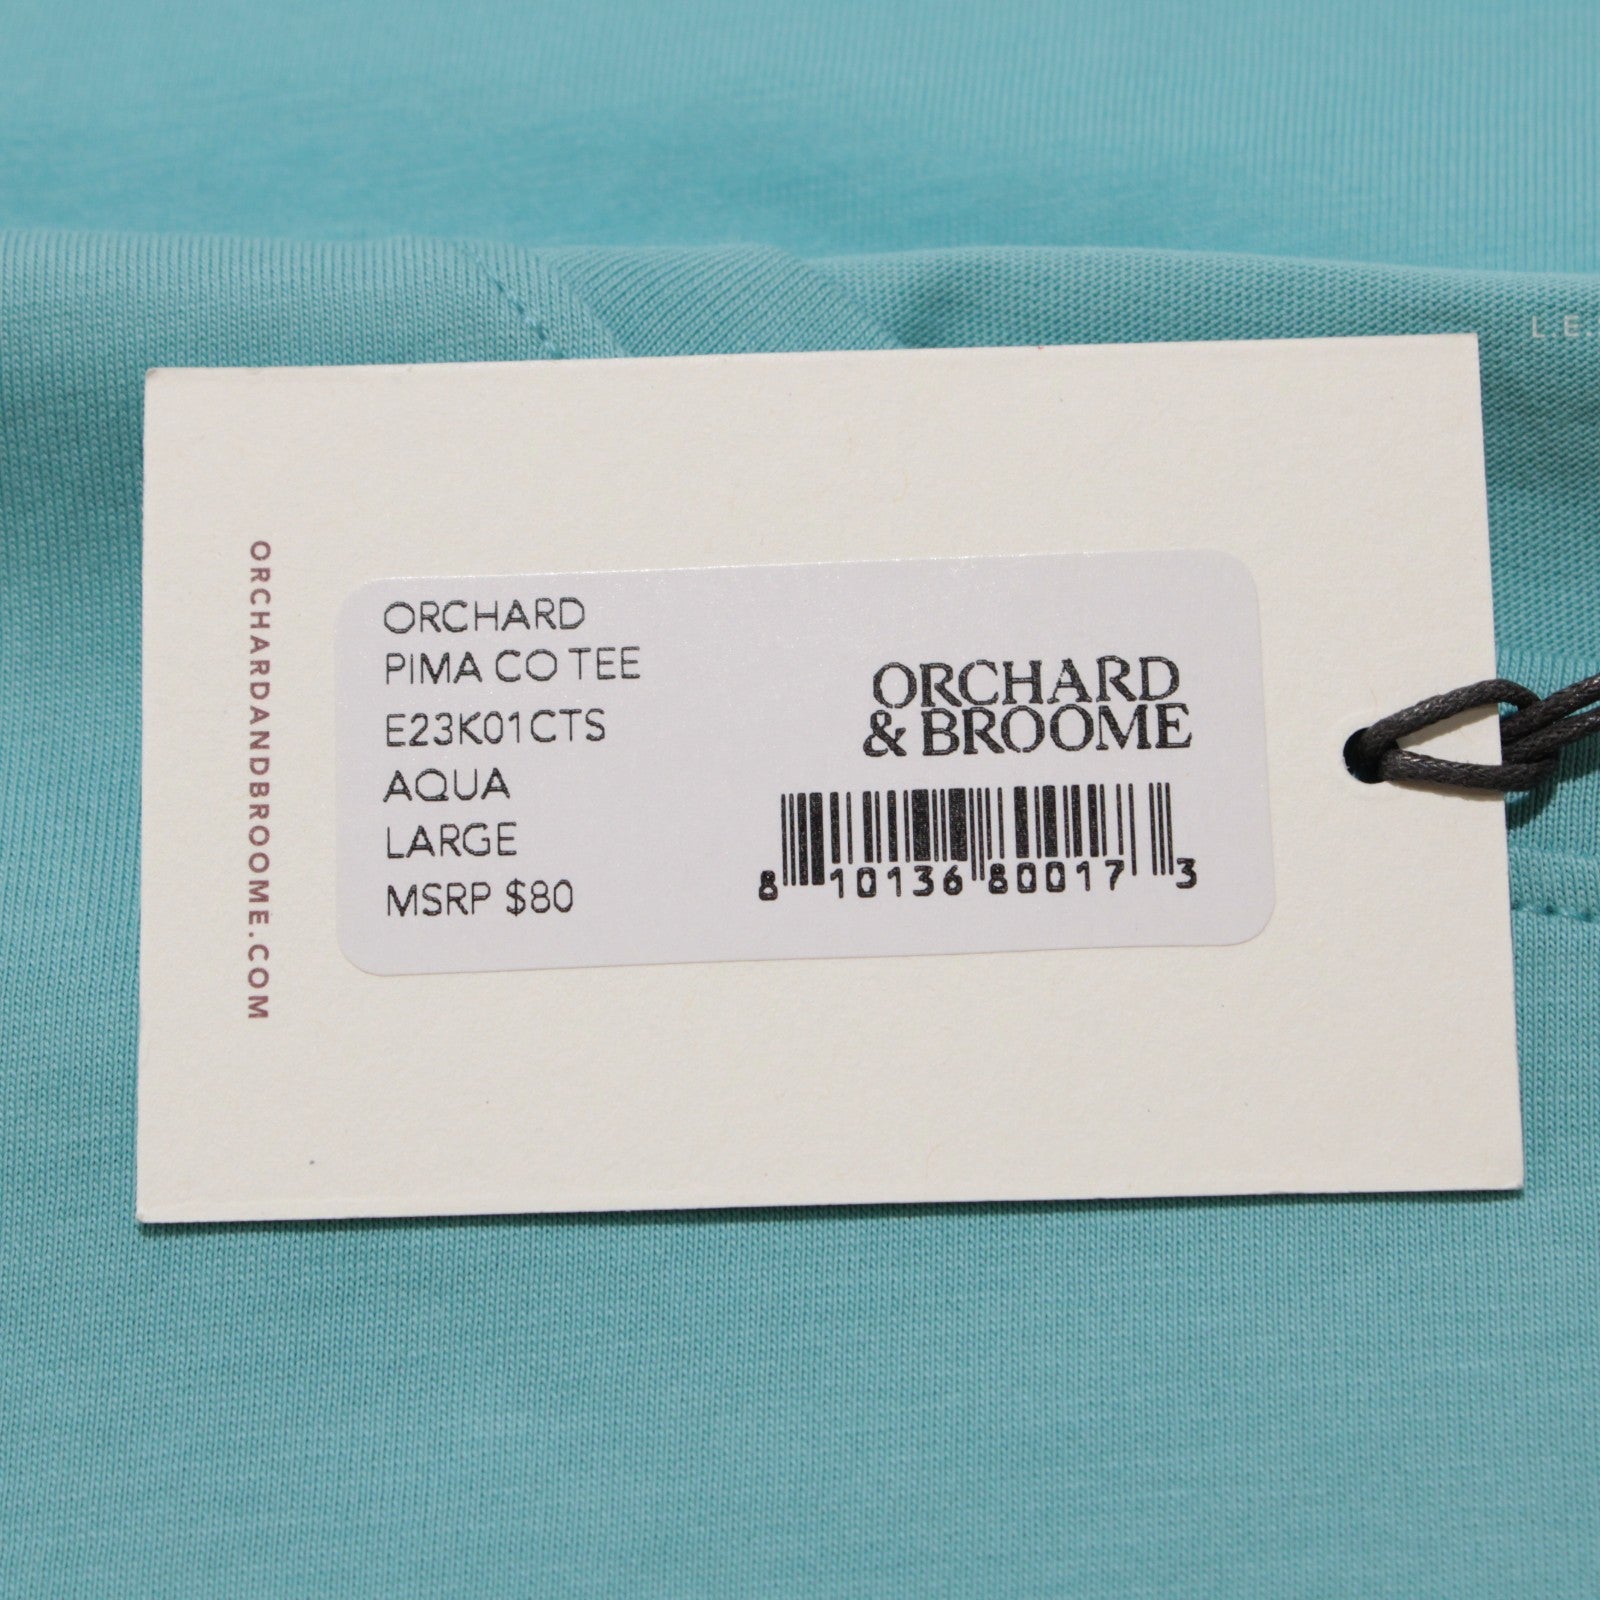 L.E.
ORCHARDANDBROOME.COM
ORCHARD
PIMA CO TEE
E23K01CTS
AQUA
LARGE
MSRP $80
ORCHARD
& BROOME
8 10136 80017 3